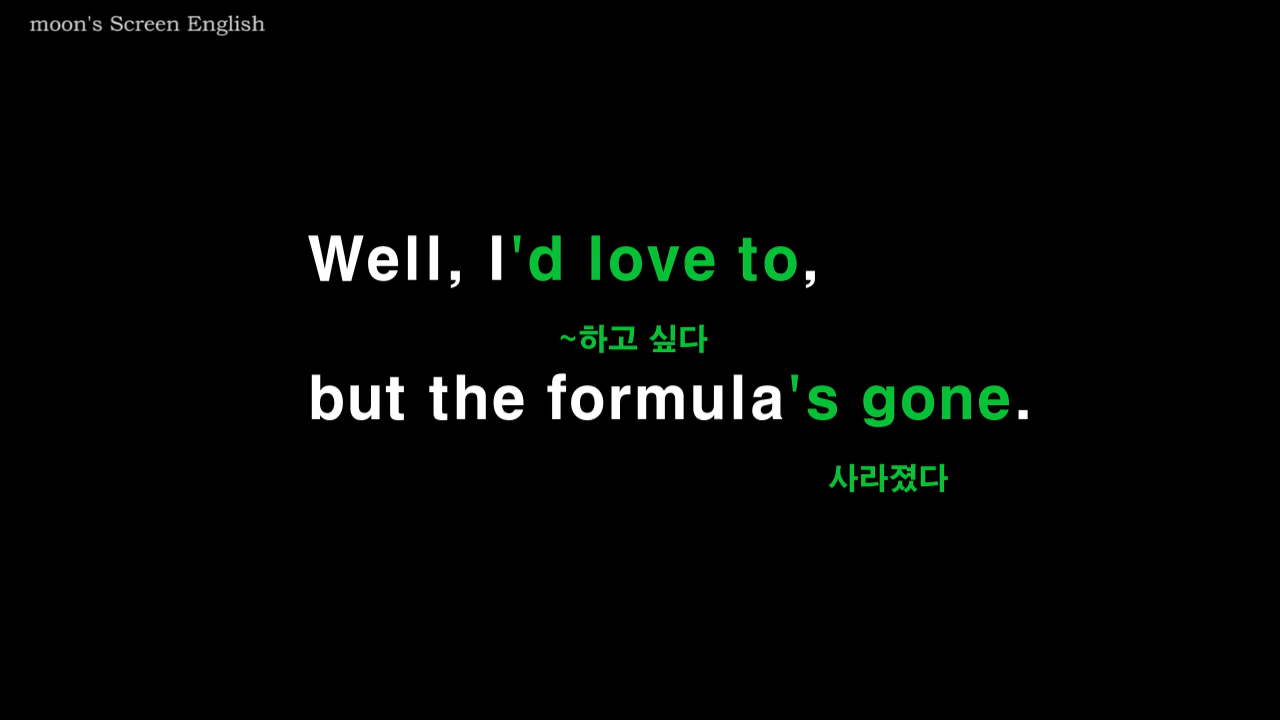 moon's Screen English
Well, I'd love to,
~하고 싶다
but the formula's gone.
사라졌다